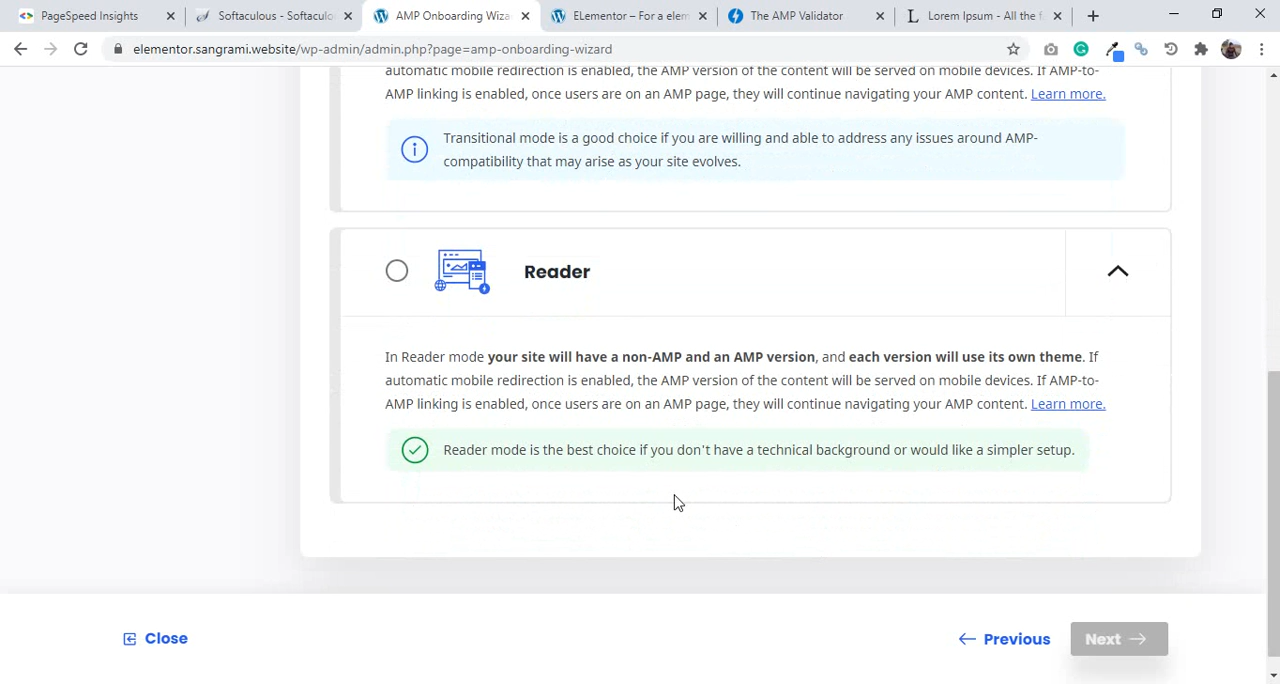 PageSpeed Insights
Softaculous - Softaculo
AMP Onboarding Wiza
ELementor – For a elem
The AMP Validator
Lorem Ipsum - All the f
elementor.sangrami.website/wp-admin/admin.php?page=amp-onboarding-wizard
automatic mobile redirection is enabled, the AMP version of the content will be served on mobile devices. If AMP-to-
AMP linking is enabled, once users are on an AMP page, they will continue navigating your AMP content. Learn more.
Transitional mode is a good choice if you are willing and able to address any issues around AMP-
compatibility that may arise as your site evolves.
Reader
In Reader mode your site will have a non-AMP and an AMP version, and each version will use its own theme. If
automatic mobile redirection is enabled, the AMP version of the content will be served on mobile devices. If AMP-to-
AMP linking is enabled, once users are on an AMP page, they will continue navigating your AMP content. Learn more.
Reader mode is the best choice if you don't have a technical background or would like a simpler setup.
Close
Previous
Next